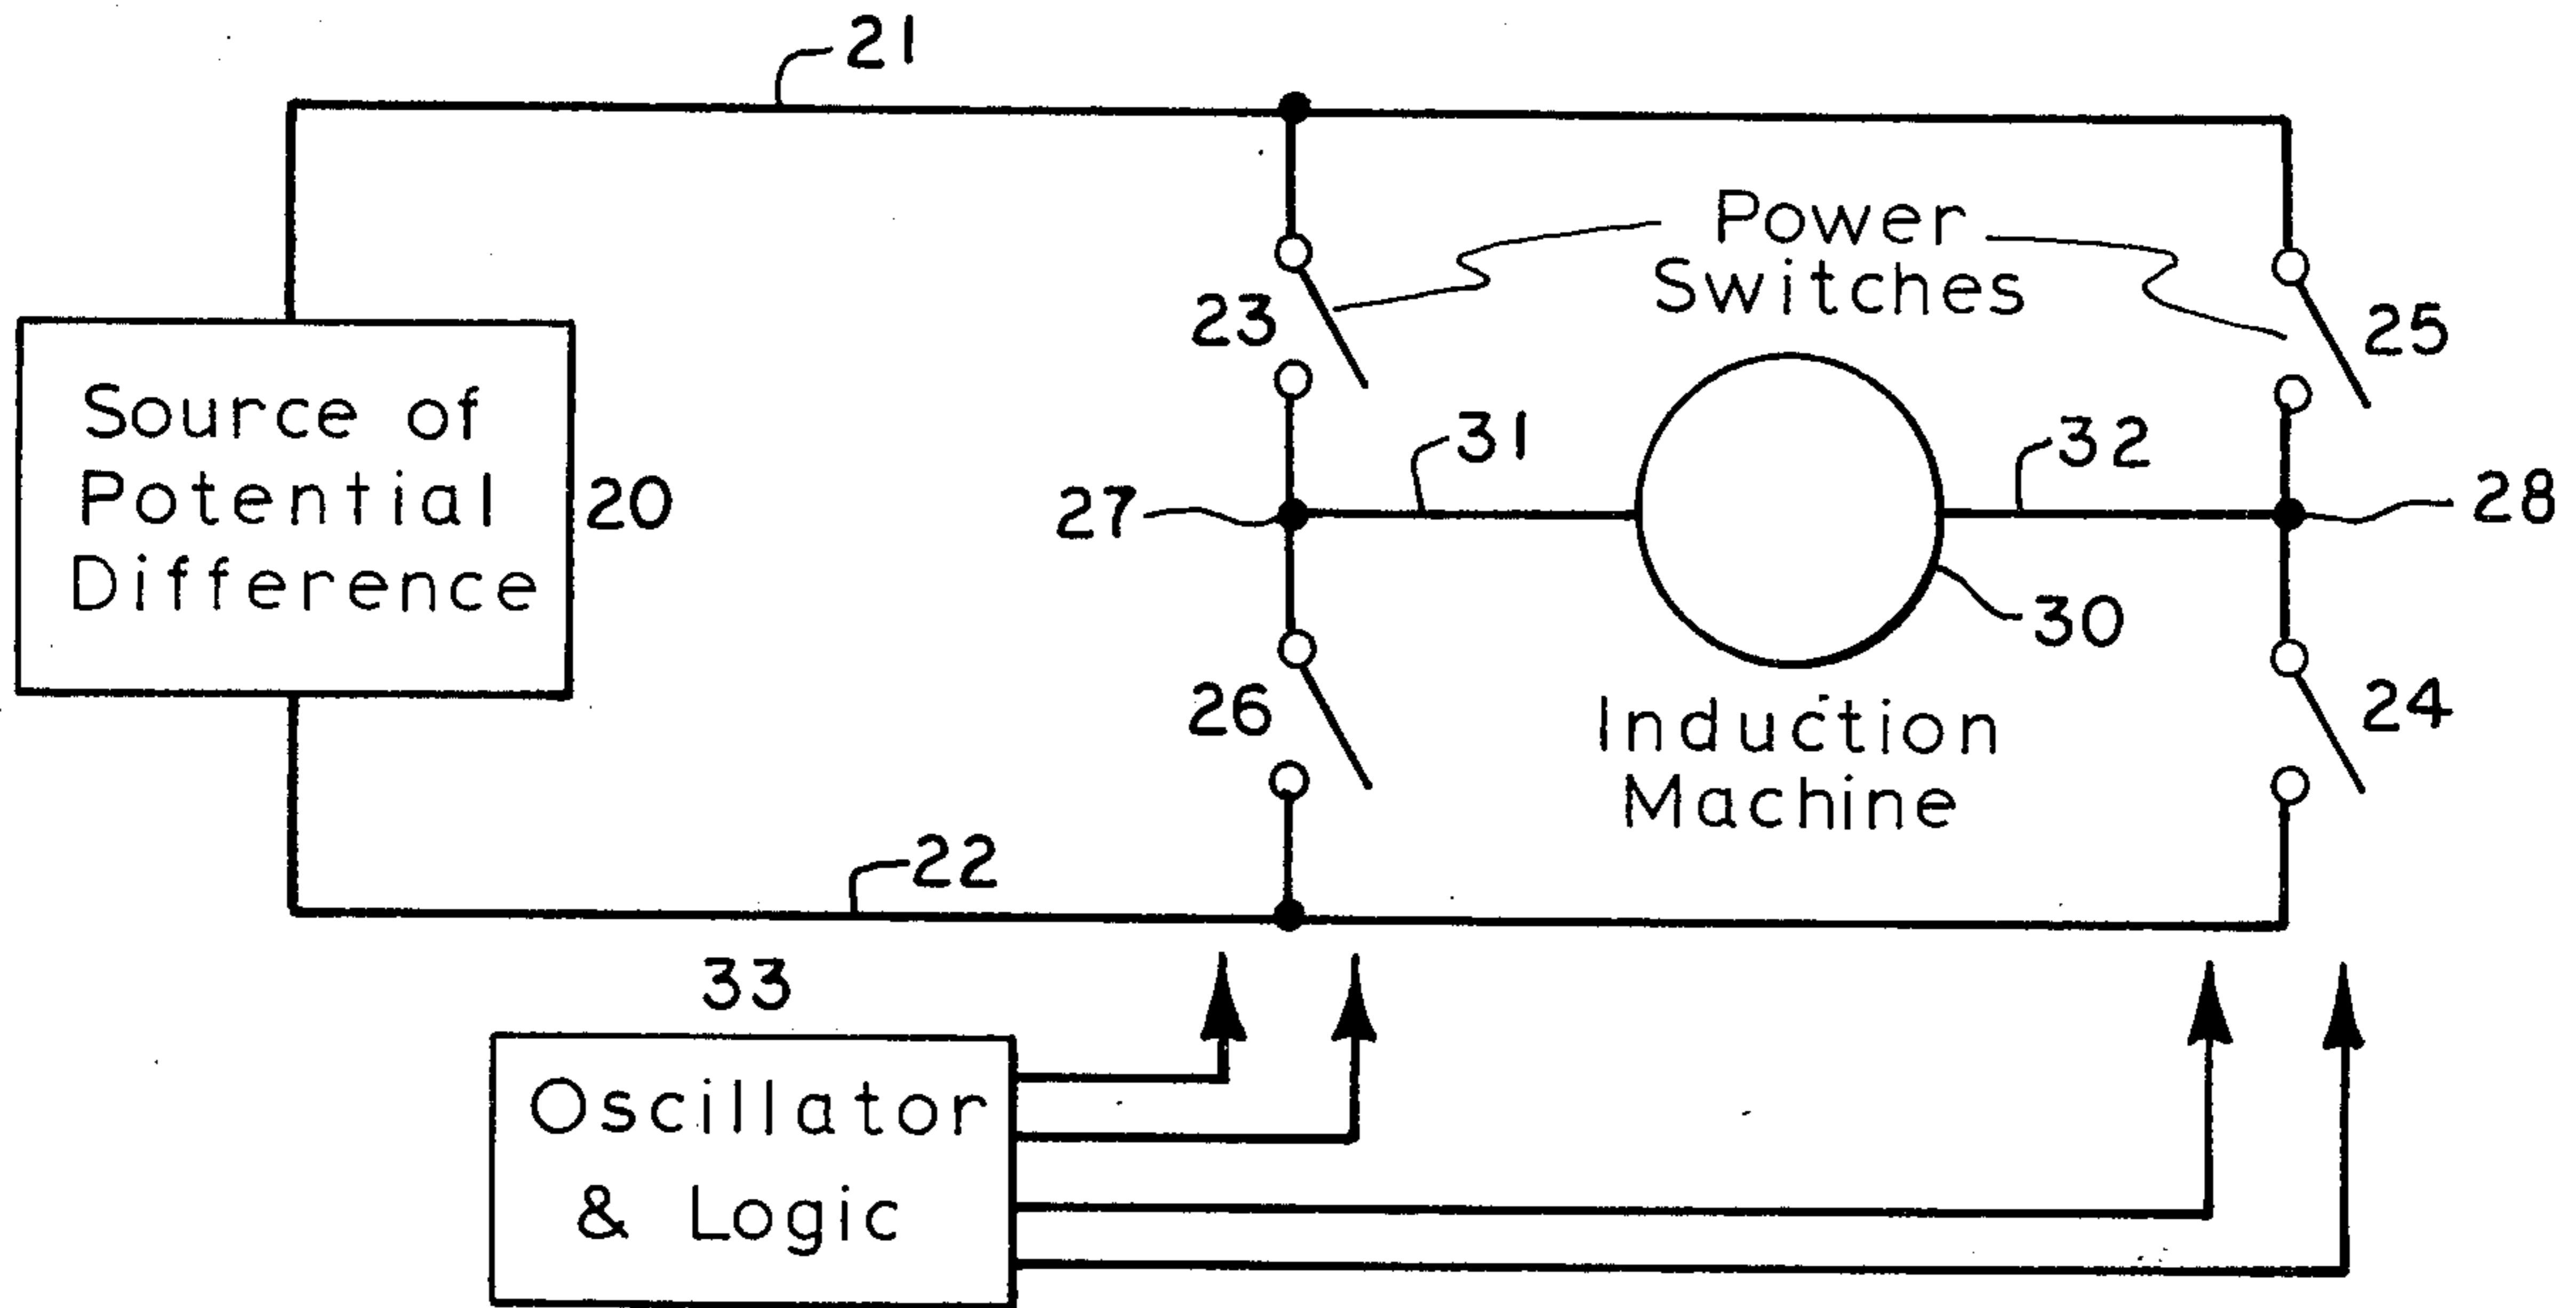 21
Power
Switches
23
25
Source of
Potential
Difference
20
31
32
27
28
30
26
24
Induction
Machine
22
33
Oscillator
& Logic